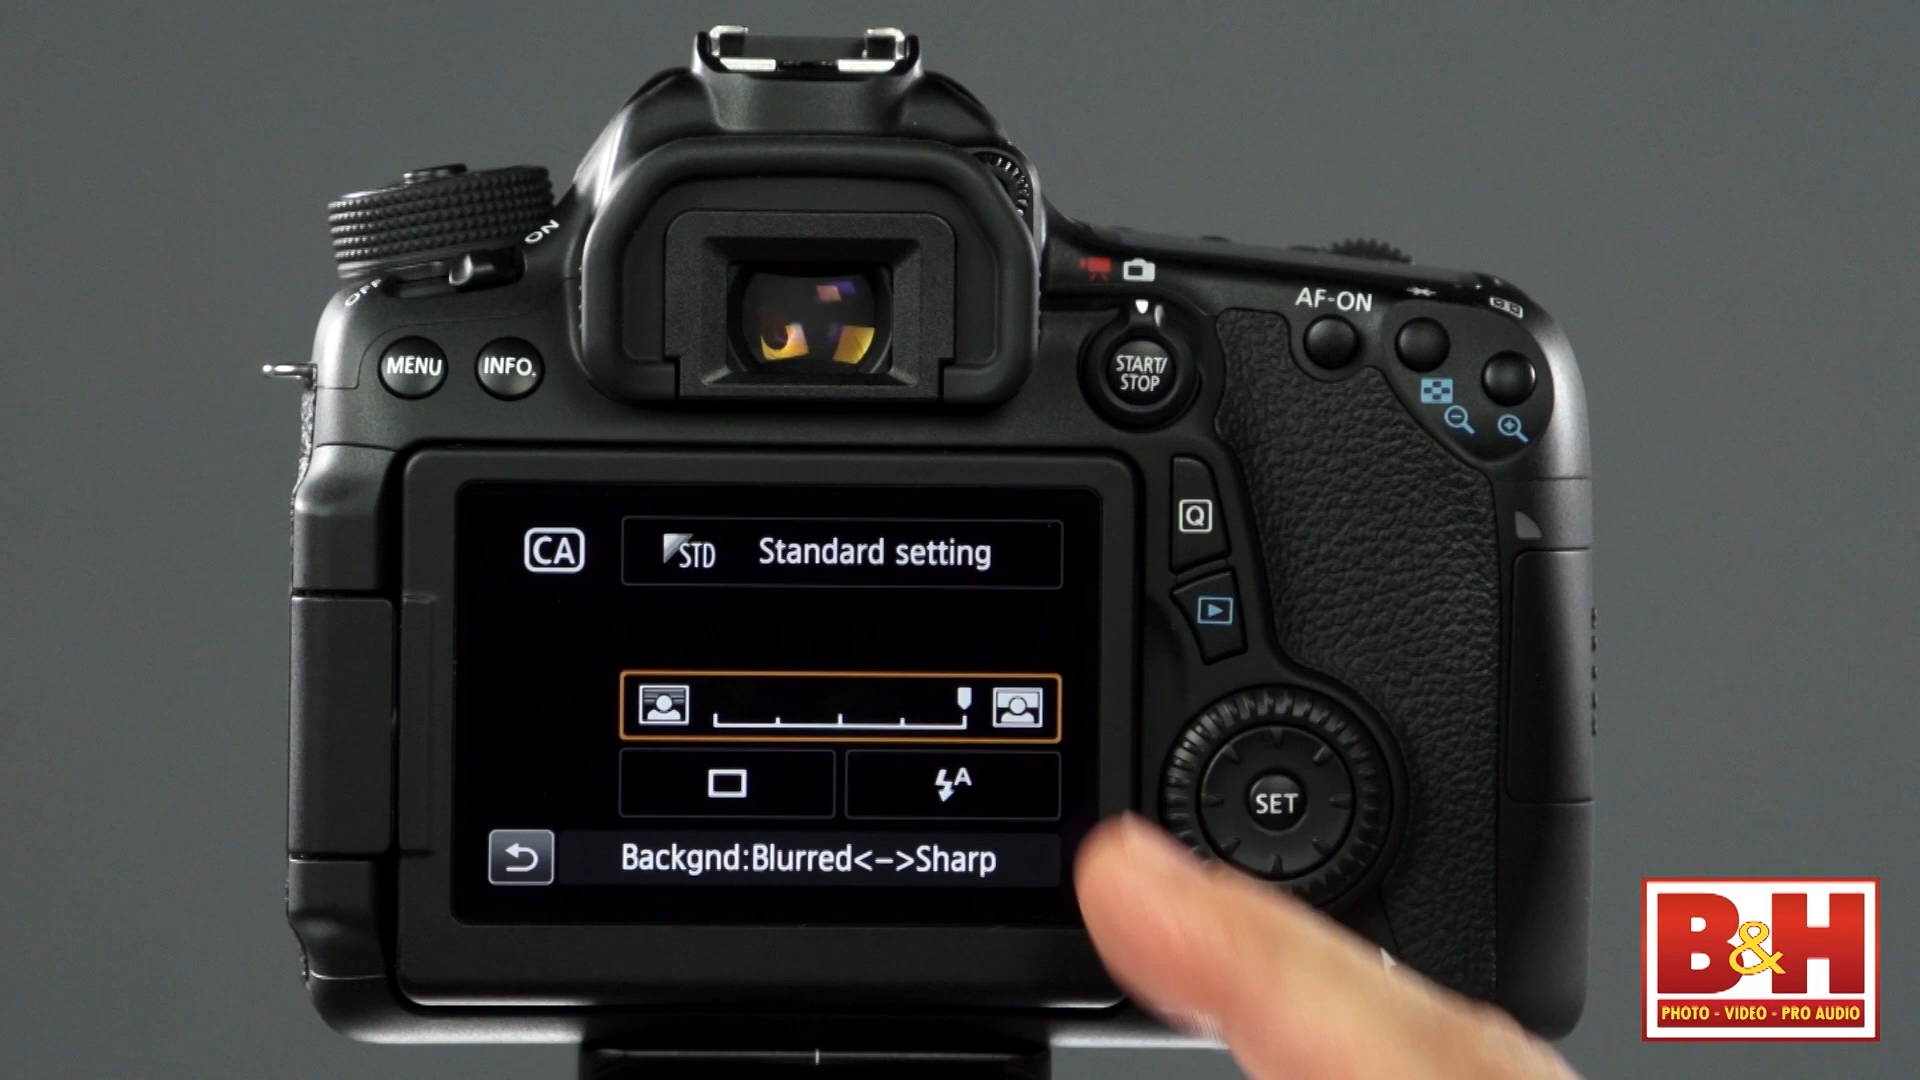 ON
OFF
MENU
INFO.
START/
STOP
AF-ON
Q
CA
STD Standard setting
A
Backgnd:Blurred<->Sharp
SET
B&H
PHOTO - VIDEO - PRO AUDIO